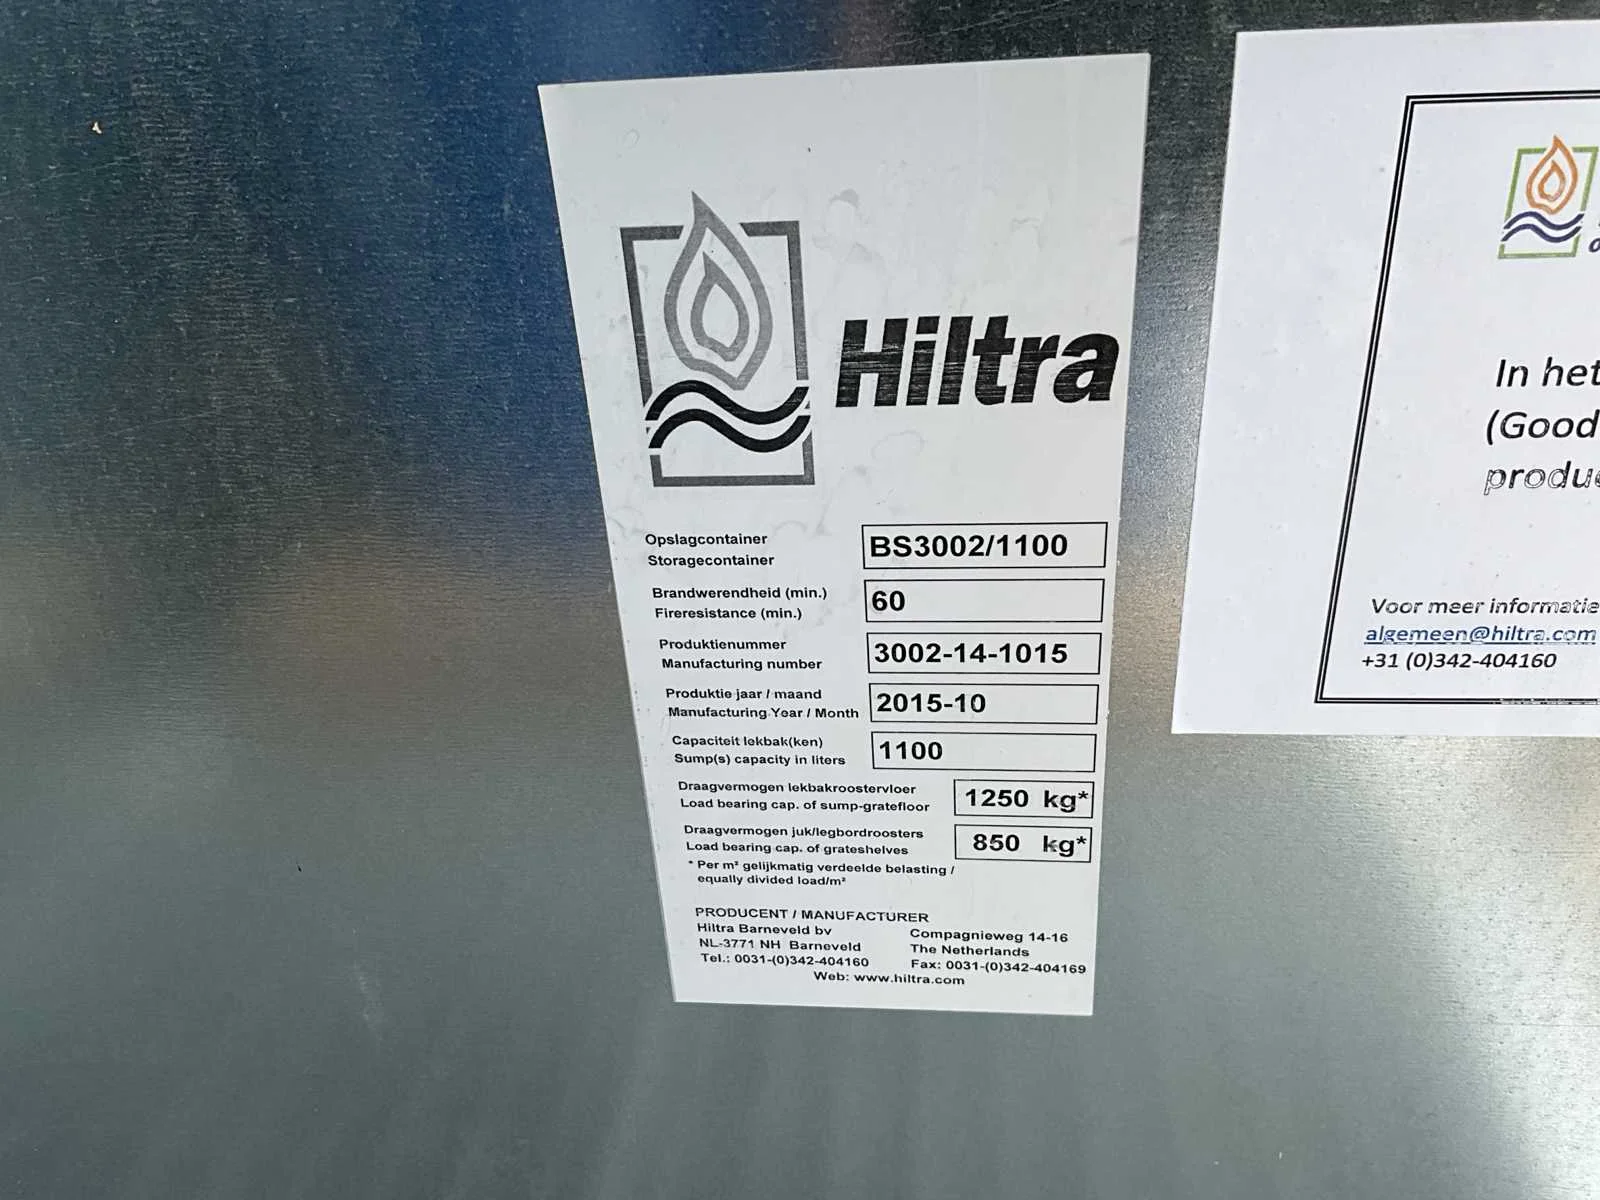 Hiltra
Opslagcontainer
Storagecontainer
BS3002/1100
Brandwerendheid (min.)
Fireresistance (min.)
60
Produktienummer
Manufacturing number
3002-14-1015
Produktie jaar / maand
Manufacturing Year / Month
2015-10
Capaciteit lekbak(ken)
Sump(s) capacity in liters
1100
Draagvermogen lekbakroostervloer
Load bearing cap. of sump-gratefloor
1250 kg*
Draagvermogen juk/legbordroosters
Load bearing cap. of grateshelves
850 kg*
* Per m² gelijkmatig verdeelde belasting /
equally divided load/m²
PRODUCENT / MANUFACTURER
Hiltra Barneveld bv Compagnieweg 14-16
NL-3771 NH Barneveld The Netherlands
Tel.: 0031-(0)342-404160 Fax: 0031-(0)342-404169
Web: www.hiltra.com
In het
(Good
Voor meer informatie
algemeen@hiltra.com
+31 (0)342-404160